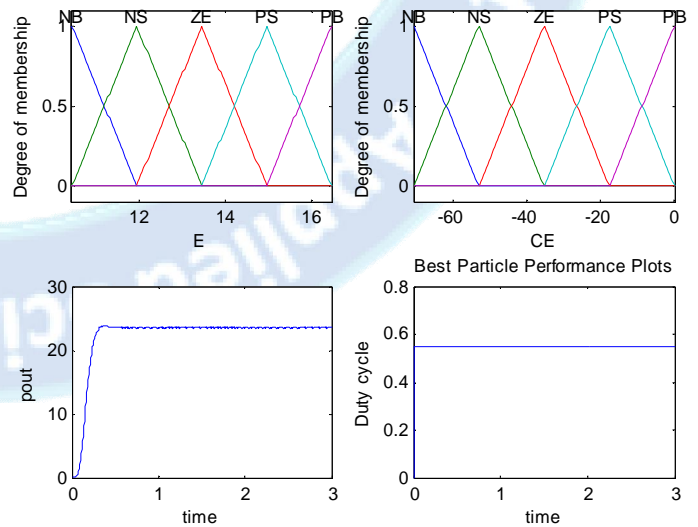 NB NS ZE PS PB
1
0.5
0
Degree of membership
12 14 16
E
NB NS ZE PS PB
1
0.5
0
Degree of membership
-60 -40 -20 0
CE
30
20
10
0
pout
0 1 2 3
time
Best Particle Performance Plots
0.8
0.6
0.4
0.2
0
Duty cycle
0 1 2 3
time
Applied Sci